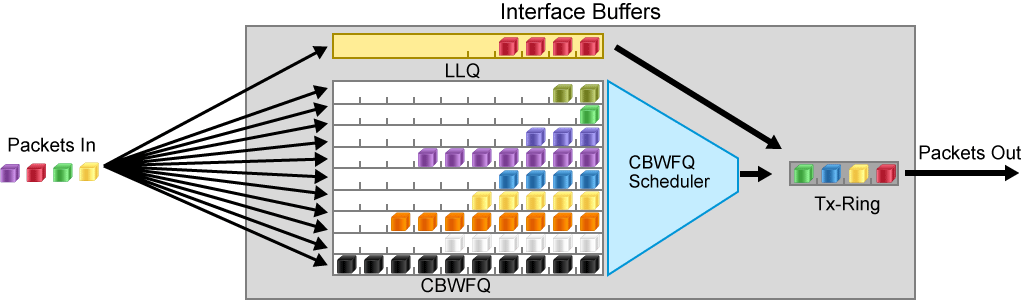 Interface Buffers
LLQ
Packets In
CBWFQ
Scheduler
Packets Out
Tx-Ring
CBWFQ